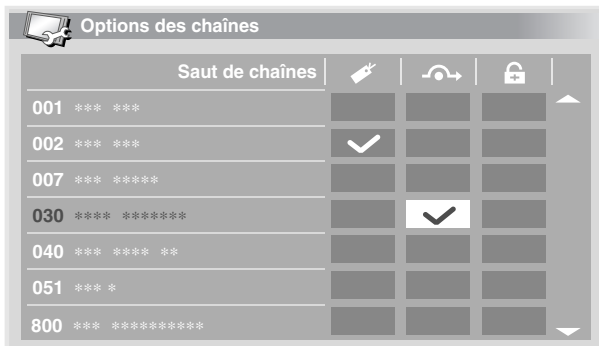 Options des chaînes
Saut de chaînes
001 *** ***
002 *** ***
007 *** *****
030 **** *******
040 *** **** **
051 *** *
800 *** **********